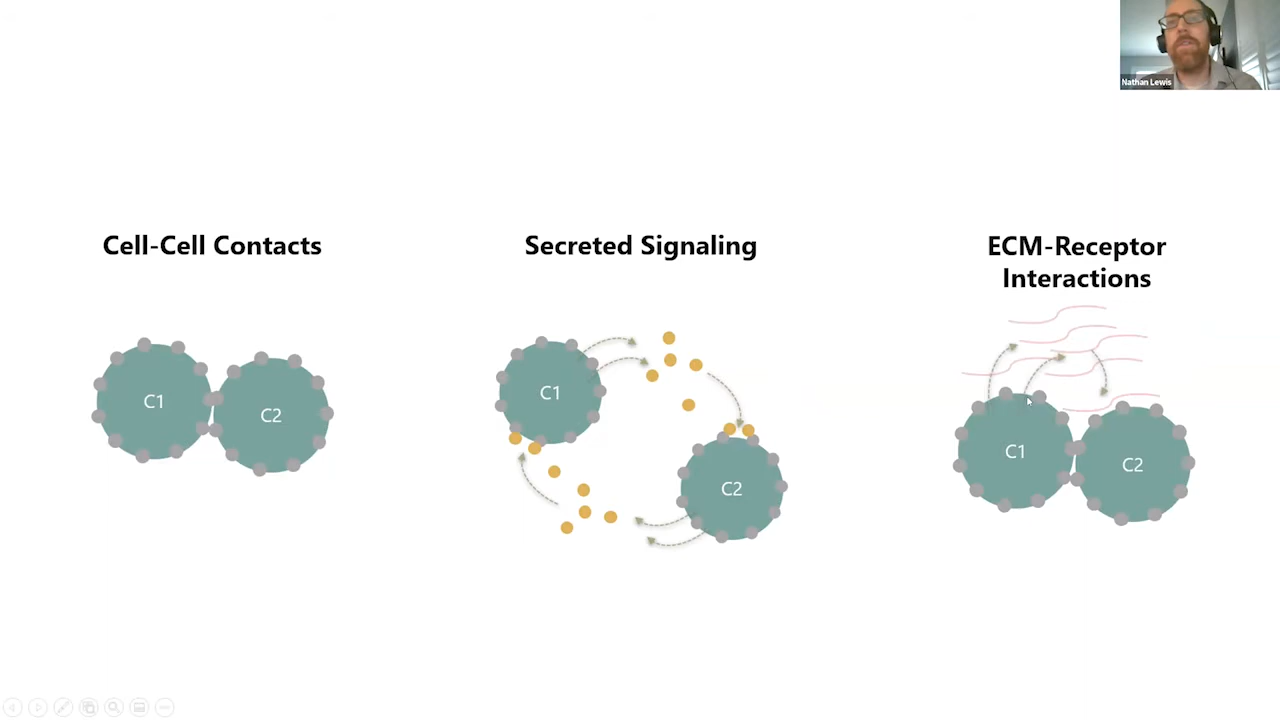 Nathan Lewis
Cell-Cell Contacts
Secreted Signaling
ECM-Receptor
Interactions
C1
C2
C1
C2
C1
C2